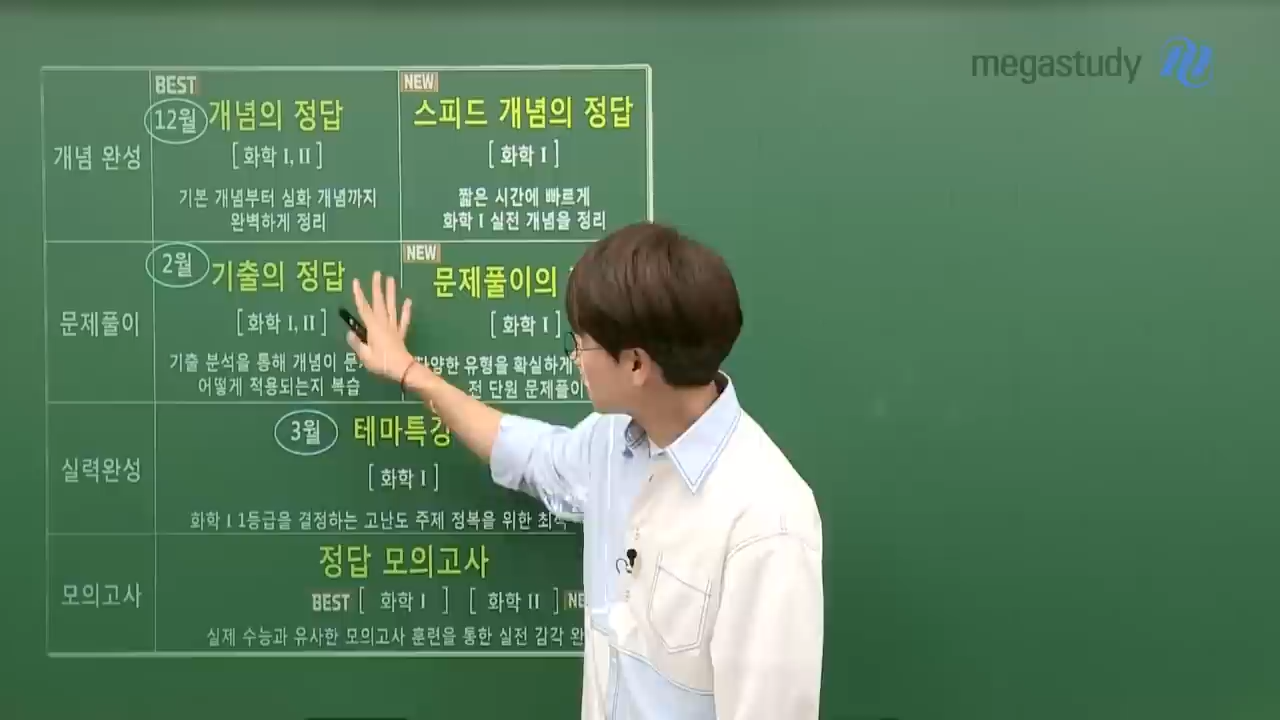 megastudy
BEST
12월 개념의 정답
[ 화학 I, II ]
기본 개념부터 심화 개념까지
완벽하게 정리
NEW
스피드 개념의 정답
[ 화학 I ]
짧은 시간에 빠르게
화학 I 실전 개념을 정리
개념 완성
2월 기출의 정답
[ 화학 I, II ]
기출 분석을 통해 개념이
어떻게 적용되는지 복습
NEW
문제풀이의
[ 화학 I ]
다양한 유형을 확실하게
전 단원 문제풀이
문제풀이
3월 테마특강
[ 화학 I ]
화학 I 1등급을 결정하는 고난도 주제 정복을 위한
실력완성
정답 모의고사
BEST [ 화학 I ] [ 화학 II ]
실제 수능과 유사한 모의고사 훈련을 통한 실전 감각
모의고사